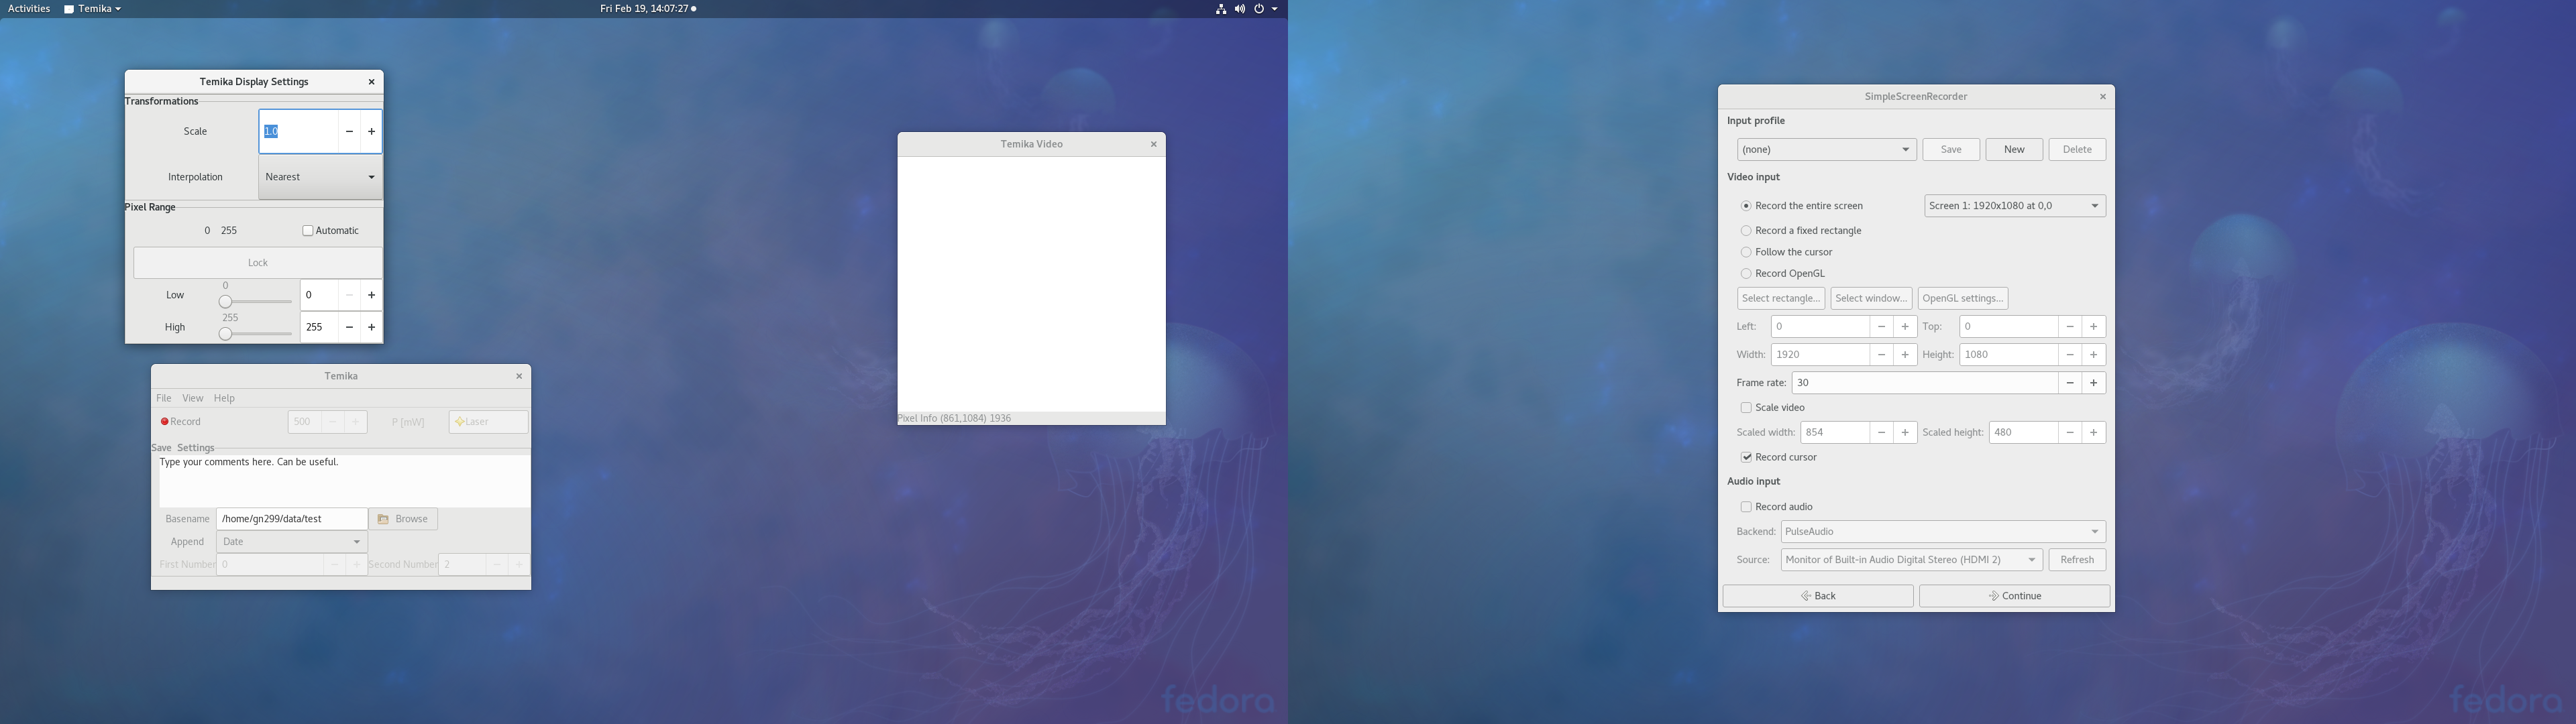 Activities Temika Fri Feb 19, 14:07:27
Temika Display Settings
Transformations
Scale 1.0
Interpolation Nearest
Pixel Range
0 255 Automatic
Lock
0
Low 0
255
High 255
Temika
File View Help
Record 500 P [mW] Laser
Save Settings
Type your comments here. Can be useful.
Basename /home/gn299/data/test Browse
Append Date
First Number 0 Second Number 2
Temika Video
Pixel Info (861,1084) 1936
fedora
SimpleScreenRecorder
Input profile
(none) Save New Delete
Video input
Record the entire screen Screen 1: 1920x1080 at 0,0
Record a fixed rectangle
Follow the cursor
Record OpenGL
Select rectangle... Select window... OpenGL settings...
Left: 0 Top: 0
Width: 1920 Height: 1080
Frame rate: 30
Scale video
Scaled width: 854 Scaled height: 480
Record cursor
Audio input
Record audio
Backend: PulseAudio
Source: Monitor of Built-in Audio Digital Stereo (HDMI 2) Refresh
Back Continue
fedora